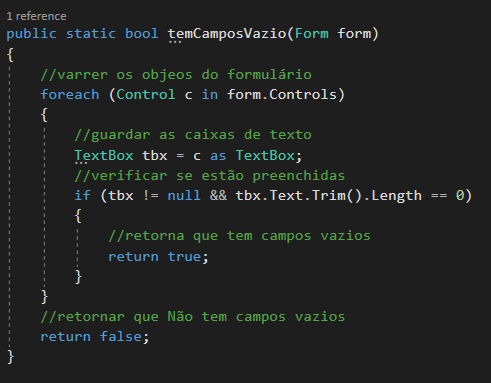 1 reference
public static bool temCamposVazio(Form form)
{
//varrer os objeos do formulário
foreach (Control c in form.Controls)
{
//guardar as caixas de texto
TextBox tbx = c as TextBox;
//verificar se estão preenchidas
if (tbx != null && tbx.Text.Trim().Length == 0)
{
//retorna que tem campos vazios
return true;
}
}
//retornar que Não tem campos vazios
return false;
}